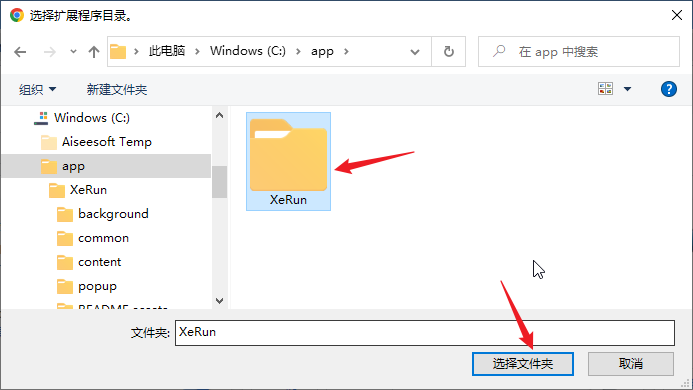 选择扩展程序目录。
此电脑 Windows (C:) app
在 app 中搜索
组织 新建文件夹
Windows (C:)
Aiseesoft Temp
app
XeRun
background
common
content
popup
README.assets
XeRun
文件夹: XeRun
选择文件夹 取消